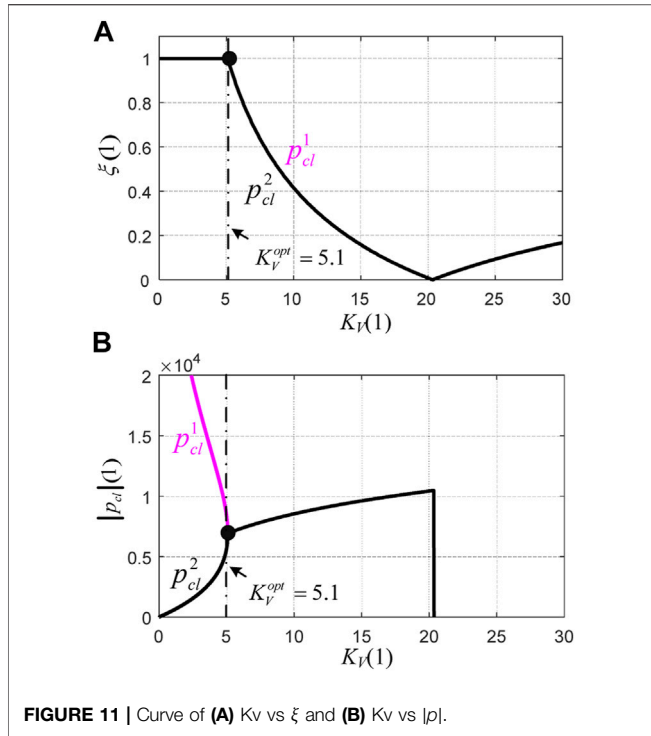 A
1
0.8
0.6
0.4
0.2
0
ξ(1)
p¹cl
p²cl
K_V^opt = 5.1
0 5 10 15 20 25 30
K_V(1)
B
×10⁴
2
1.5
1
0.5
0
|p_cl|(1)
p¹cl
p²cl
K_V^opt = 5.1
0 5 10 15 20 25 30
K_V(1)
FIGURE 11 | Curve of (A) Kv vs ξ and (B) Kv vs |p|.